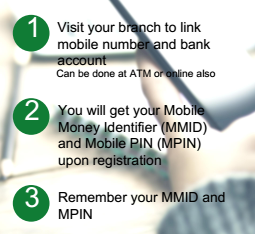 1
Visit your branch to link
mobile number and bank
account
Can be done at ATM or online also
2
You will get your Mobile
Money Identifier (MMID)
and Mobile PIN (MPIN)
upon registration
3
Remember your MMID and
MPIN